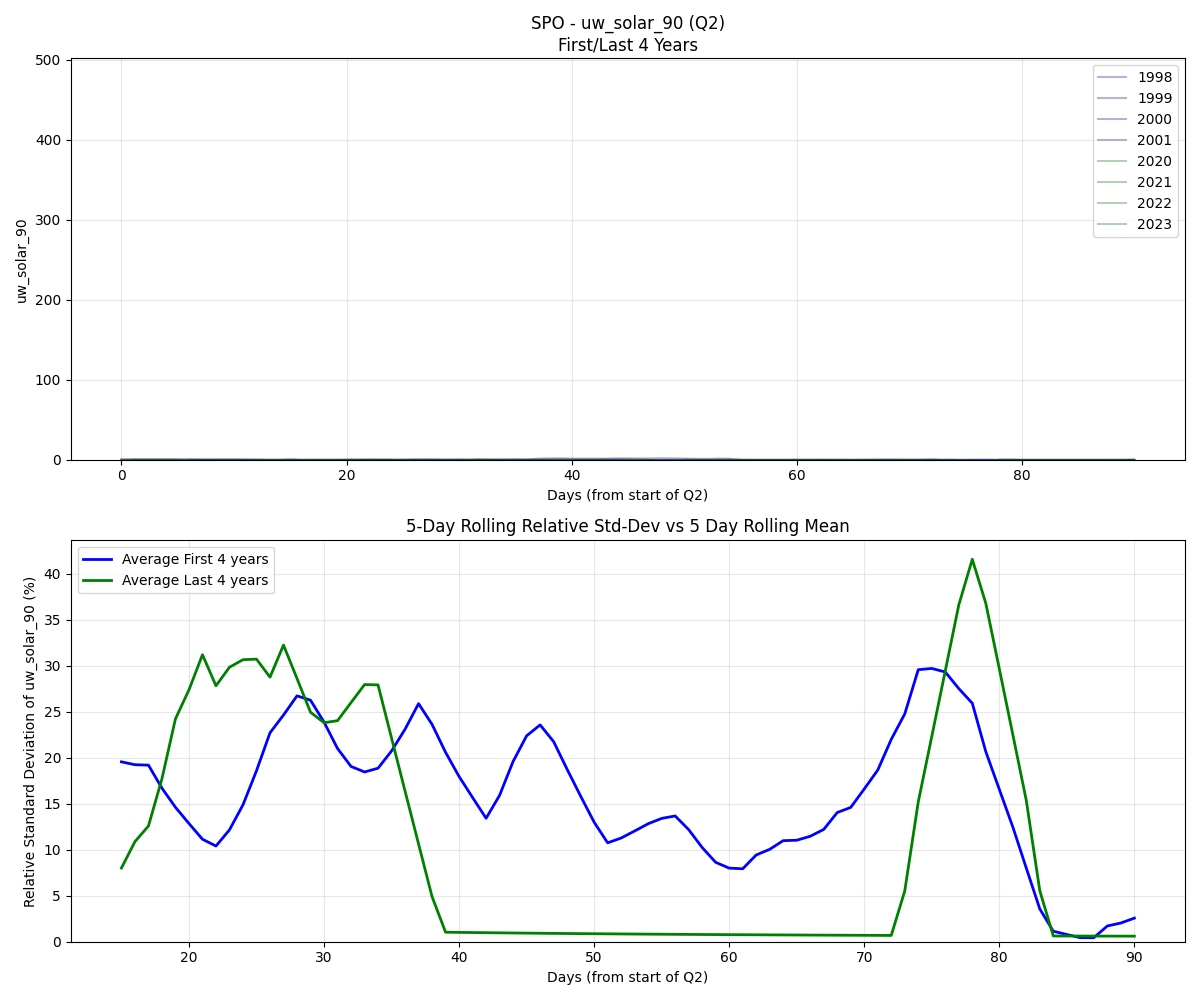 SPO - uw_solar_90 (Q2)
First/Last 4 Years
uw_solar_90
500
400
300
200
100
0
1998
1999
2000
2001
2020
2021
2022
2023
0 20 40 60 80
Days (from start of Q2)
5-Day Rolling Relative Std-Dev vs 5 Day Rolling Mean
Relative Standard Deviation of uw_solar_90 (%)
Average First 4 years
Average Last 4 years
40
35
30
25
20
15
10
5
0
20 30 40 50 60 70 80 90
Days (from start of Q2)